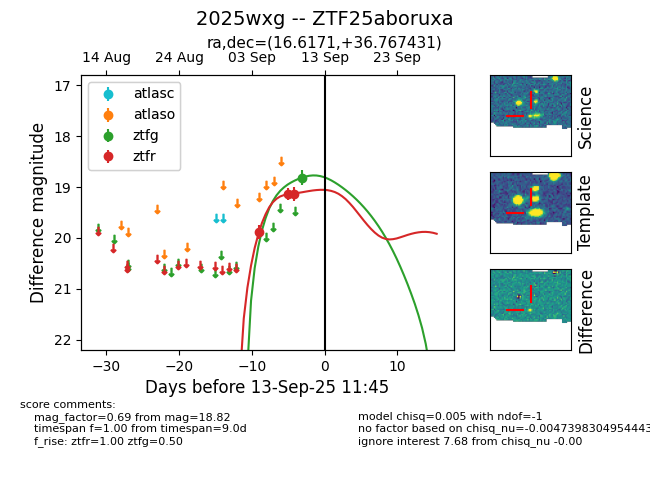 2025wxg -- ZTF25aboruxa
ra,dec=(16.6171,+36.767431)
14 Aug 24 Aug 03 Sep 13 Sep 23 Sep
17
18
19
20
21
22
Difference magnitude
atlasc
atlaso
ztfg
ztfr
−30 −20 −10 0 10
Days before 13-Sep-25 11:45
Science
Template
Difference
score comments:
mag_factor=0.69 from mag=18.82
timespan f=1.00 from timespan=9.0d
f_rise: ztfr=1.00 ztfg=0.50
model chisq=0.005 with ndof=-1
no factor based on chisq_nu=-0.0047398304954443
ignore interest 7.68 from chisq_nu -0.00